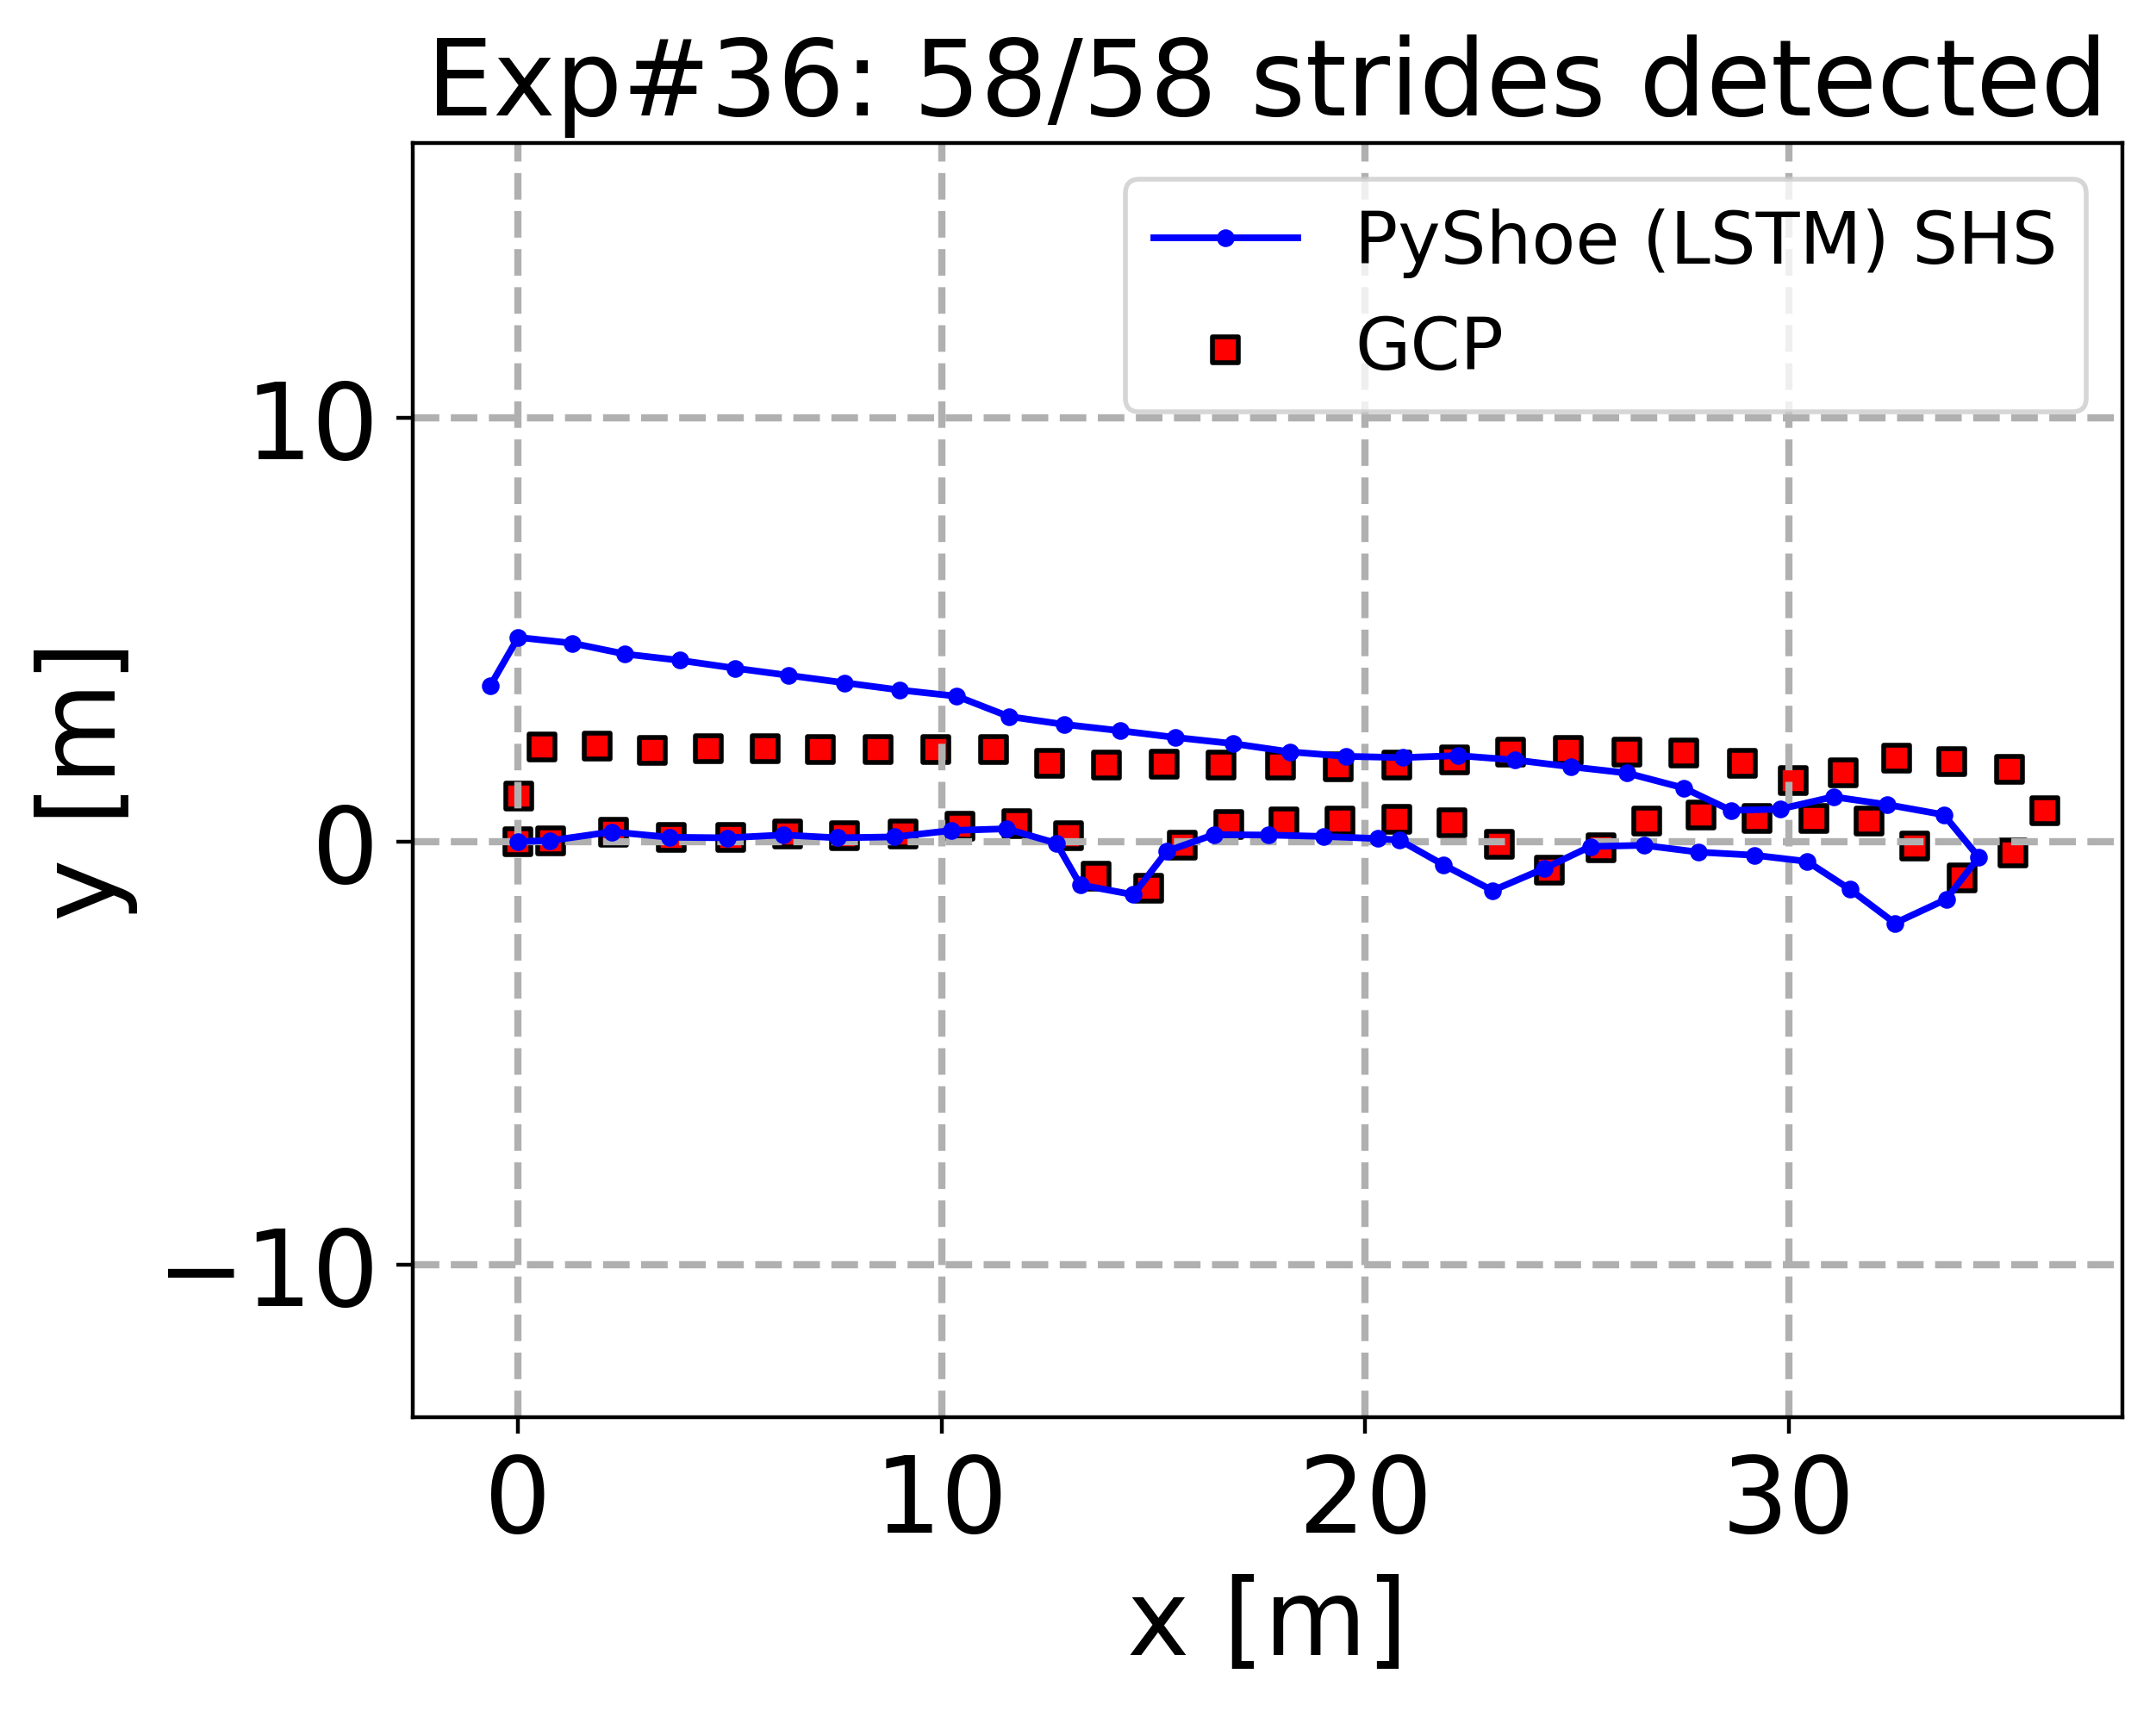 Exp#36: 58/58 strides detected
PyShoe (LSTM) SHS
GCP
10
0
−10
y [m]
0 10 20 30
x [m]